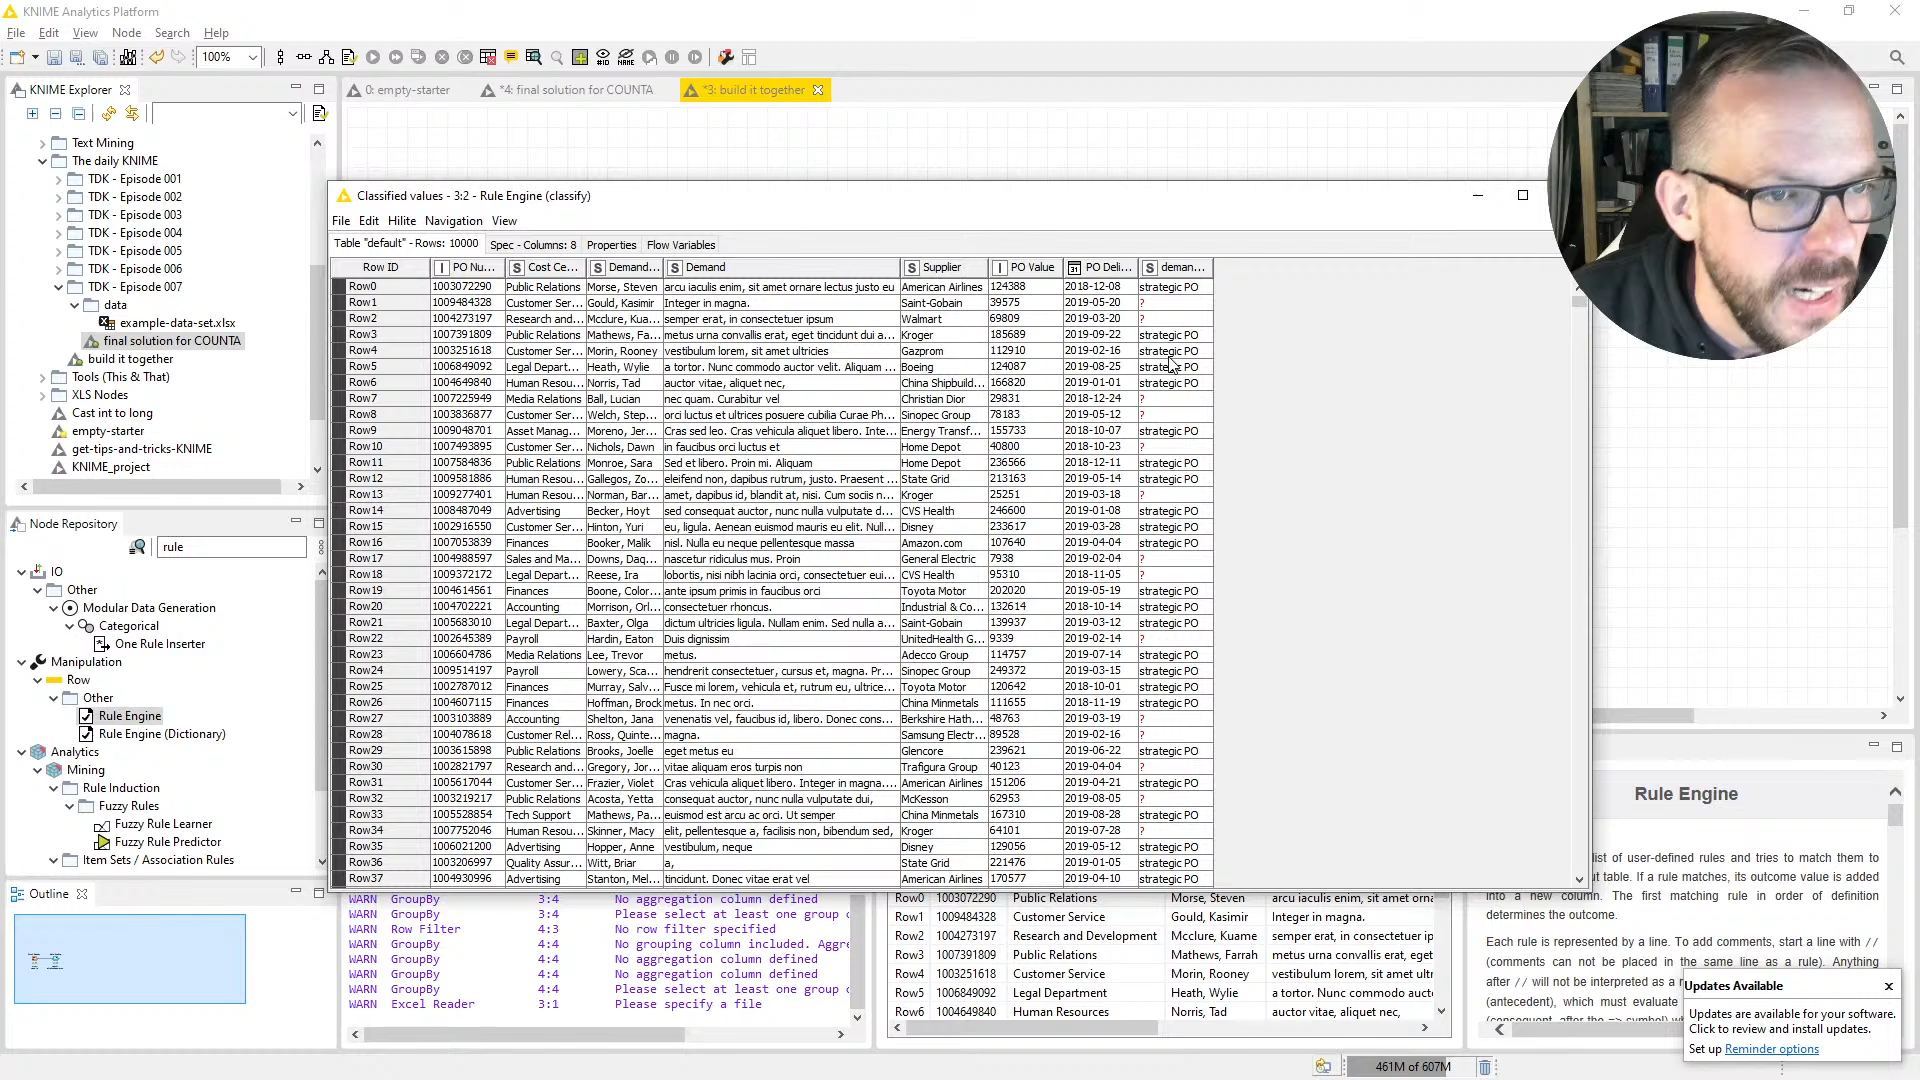 KNIME Analytics Platform
File Edit View Node Search Help
100%
KNIME Explorer
0: empty-starter
*4: final solution for COUNTA
*3: build it together
Text Mining
The daily KNIME
TDK - Episode 001
TDK - Episode 002
TDK - Episode 003
TDK - Episode 004
TDK - Episode 005
TDK - Episode 006
TDK - Episode 007
data
example-data-set.xlsx
final solution for COUNTA
build it together
Tools (This & That)
XLS Nodes
Cast int to long
empty-starter
get-tips-and-tricks-KNIME
KNIME_project
Node Repository
rule
IO
Other
Modular Data Generation
Categorical
One Rule Inserter
Manipulation
Row
Other
Rule Engine
Rule Engine (Dictionary)
Analytics
Mining
Rule Induction
Fuzzy Rules
Fuzzy Rule Learner
Fuzzy Rule Predictor
Item Sets / Association Rules
Outline
Classified values - 3:2 - Rule Engine (classify)
File Edit Hilite Navigation View
Table "default" - Rows: 10000 Spec - Columns: 8 Properties Flow Variables
Row ID I PO Nu... S Cost Ce... S Demand... S Demand S Supplier I PO Value 31 PO Deli... S deman...
Row0 1003072290 Public Relations Morse, Steven arcu iaculis enim, sit amet ornare lectus justo eu American Airlines 124388 2018-12-08 strategic PO
Row1 1009484328 Customer Ser... Gould, Kasimir Integer in magna. Saint-Gobain 39575 2019-05-20 ?
Row2 1004273197 Research and... Mcclure, Kua... semper erat, in consectetuer ipsum Walmart 69809 2019-03-20 ?
Row3 1007391809 Public Relations Mathews, Fa... metus urna convallis erat, eget tincidunt dui a... Kroger 185689 2019-09-22 strategic PO
Row4 1003251618 Customer Ser... Morin, Rooney vestibulum lorem, sit amet ultricies Gazprom 112910 2019-02-16 strategic PO
Row5 1006849092 Legal Depart... Heath, Wylie a tortor. Nunc commodo auctor velit. Aliquam ... Boeing 124087 2019-08-25 strategic PO
Row6 1004649840 Human Resou... Norris, Tad auctor vitae, aliquet nec, China Shipbuild... 166820 2019-01-01 strategic PO
Row7 1007225949 Media Relations Ball, Lucian nec quam. Curabitur vel Christian Dior 29831 2018-12-24 ?
Row8 1003836877 Customer Ser... Welch, Step... orci luctus et ultrices posuere cubilia Curae Ph... Sinopec Group 78183 2019-05-12 ?
Row9 1009048701 Asset Manag... Moreno, Jer... Cras sed leo. Cras vehicula aliquet libero. Inte... Energy Transf... 155733 2018-10-07 strategic PO
Row10 1007493895 Customer Ser... Nichols, Dawn in faucibus orci luctus et Home Depot 40800 2018-10-23 ?
Row11 1007584836 Public Relations Monroe, Sara Sed et libero. Proin mi. Aliquam Home Depot 236566 2018-12-11 strategic PO
Row12 1009581886 Human Resou... Gallegos, Zo... eleifend non, dapibus rutrum, justo. Praesent ... State Grid 213163 2019-05-14 strategic PO
Row13 1009277401 Human Resou... Norman, Bar... amet, dapibus id, blandit at, nisi. Cum sociis n... Kroger 25251 2019-03-18 ?
Row14 1008487049 Advertising Becker, Hoyt sed consequat auctor, nunc nulla vulputate d... CVS Health 246600 2019-01-08 strategic PO
Row15 1002916550 Customer Ser... Hinton, Yuri eu, ligula. Aenean euismod mauris eu elit. Null... Disney 233617 2019-03-28 strategic PO
Row16 1007053839 Finances Booker, Malik nisl. Nulla eu neque pellentesque massa Amazon.com 107640 2019-04-04 strategic PO
Row17 1004988597 Sales and Ma... Downs, Daq... nascetur ridiculus mus. Proin General Electric 7938 2019-02-04 ?
Row18 1009372172 Legal Depart... Reese, Ira lobortis, nisi nibh lacinia orci, consectetuer eui... CVS Health 95310 2018-11-05 ?
Row19 1004614561 Finances Boone, Color... ante ipsum primis in faucibus orci Toyota Motor 202020 2019-05-19 strategic PO
Row20 1004702221 Accounting Morrison, Orl... consectetuer rhoncus. Industrial & Co... 132614 2018-10-14 strategic PO
Row21 1005683010 Legal Depart... Baxter, Olga dictum ultricies ligula. Nullam enim. Sed nulla a... Saint-Gobain 139937 2019-03-12 strategic PO
Row22 1002645389 Payroll Hardin, Eaton Duis dignissim UnitedHealth G... 9339 2019-02-14 ?
Row23 1006604786 Media Relations Lee, Trevor metus. Adecco Group 114757 2019-07-14 strategic PO
Row24 1009514197 Payroll Lowery, Sca... hendrerit consectetuer, cursus et, magna. Pr... Sinopec Group 249372 2019-03-15 strategic PO
Row25 1002787012 Finances Murray, Salv... Fusce mi lorem, vehicula et, rutrum eu, ultrice... Toyota Motor 120642 2018-10-01 strategic PO
Row26 1004607115 Finances Hoffman, Brock metus. In nec orci. China Minmetals 111655 2018-11-19 strategic PO
Row27 1003103889 Accounting Shelton, Jana venenatis vel, faucibus id, libero. Donec cons... Berkshire Hath... 48763 2019-03-19 ?
Row28 1004078618 Customer Rel... Ross, Quinte... magna. Samsung Electr... 89528 2019-02-16 ?
Row29 1003615898 Public Relations Brooks, Joelle eget metus eu Glencore 239621 2019-06-22 strategic PO
Row30 1002821797 Research and... Gregory, Jor... vitae aliquam eros turpis non Trafigura Group 40123 2019-04-04 ?
Row31 1005617044 Customer Ser... Frazier, Violet Cras vehicula aliquet libero. Integer in magna.... American Airlines 151206 2019-04-21 strategic PO
Row32 1003219217 Public Relations Acosta, Yetta consequat auctor, nunc nulla vulputate dui, McKesson 62953 2019-08-05 ?
Row33 1005528854 Tech Support Mathews, Pa... euismod est arcu ac orci. Ut semper China Minmetals 167310 2019-08-28 strategic PO
Row34 1007752046 Human Resou... Skinner, Macy elit, pellentesque a, facilisis non, bibendum sed, Kroger 64101 2019-07-28 ?
Row35 1006021200 Advertising Hopper, Anne vestibulum, neque Disney 129056 2019-05-12 strategic PO
Row36 1003206997 Quality Assur... Witt, Briar a, State Grid 221476 2019-01-05 strategic PO
Row37 1004930996 Advertising Stanton, Mel... tincidunt. Donec vitae erat vel American Airlines 170577 2019-04-10 strategic PO
WARN GroupBy 3:4 No aggregation column defined
WARN GroupBy 3:4 Please select at least one group c
WARN Row Filter 4:3 No row filter specified
WARN GroupBy 4:4 No grouping column included. Aggre
WARN GroupBy 4:4 No aggregation column defined
WARN GroupBy 4:4 No aggregation column defined
WARN GroupBy 4:4 Please select at least one group c
WARN Excel Reader 3:1 Please specify a file
Row0 1003072290 Public Relations Morse, Steven arcu iaculis enim, sit amet orna
Row1 1009484328 Customer Service Gould, Kasimir Integer in magna.
Row2 1004273197 Research and Development Mcclure, Kuame semper erat, in consectetuer ip
Row3 1007391809 Public Relations Mathews, Farrah metus urna convallis erat, eget
Row4 1003251618 Customer Service Morin, Rooney vestibulum lorem, sit amet ultr
Row5 1006849092 Legal Department Heath, Wylie a tortor. Nunc commodo auct
Row6 1004649840 Human Resources Norris, Tad auctor vitae, aliquet nec,
Rule Engine
list of user-defined rules and tries to match them to
ut table. If a rule matches, its outcome value is added
into a new column. The first matching rule in order of definition
determines the outcome.
Each rule is represented by a line. To add comments, start a line with //
(comments can not be placed in the same line as a rule). Anything
after // will not be interpreted as a
(antecedent), which must evaluate
Updates Available
Updates are available for your software.
Click to review and install updates.
Set up Reminder options
461M of 607M